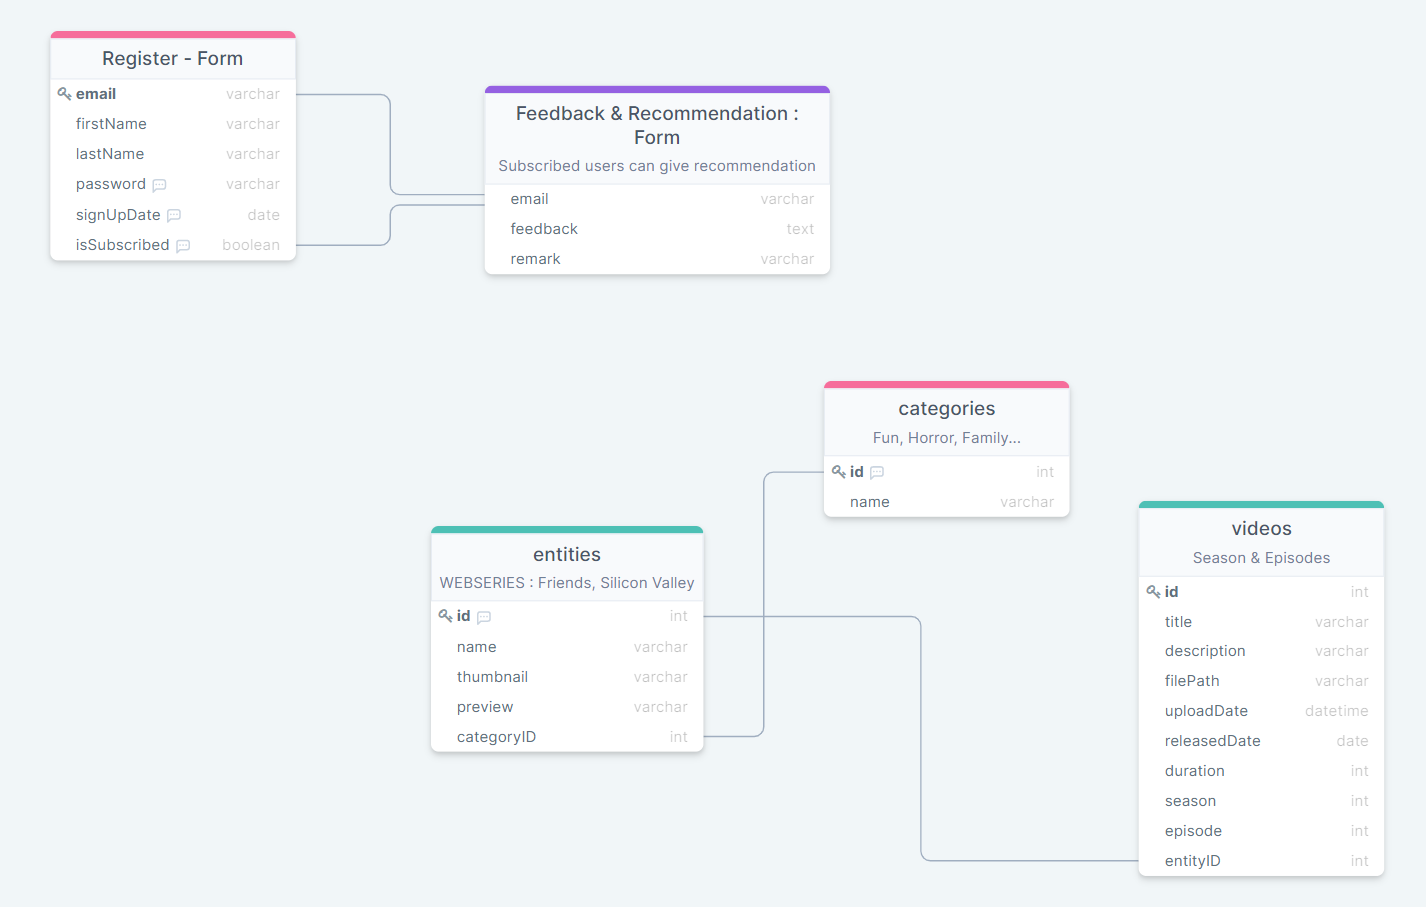 Register - Form
email varchar
firstName varchar
lastName varchar
password varchar
signUpDate date
isSubscribed boolean
Feedback & Recommendation :
Form
Subscribed users can give recommendation
email varchar
feedback text
remark varchar
categories
Fun, Horror, Family...
id int
name varchar
entities
WEBSERIES : Friends, Silicon Valley
id int
name varchar
thumbnail varchar
preview varchar
categoryID int
videos
Season & Episodes
id int
title varchar
description varchar
filePath varchar
uploadDate datetime
releasedDate date
duration int
season int
episode int
entityID int